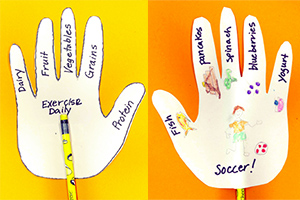 Dairy
Fruit
Vegetables
Grains
Protein
Exercise
Daily
Fish
pancakes
spinach
blueberries
yogurt
Soccer!